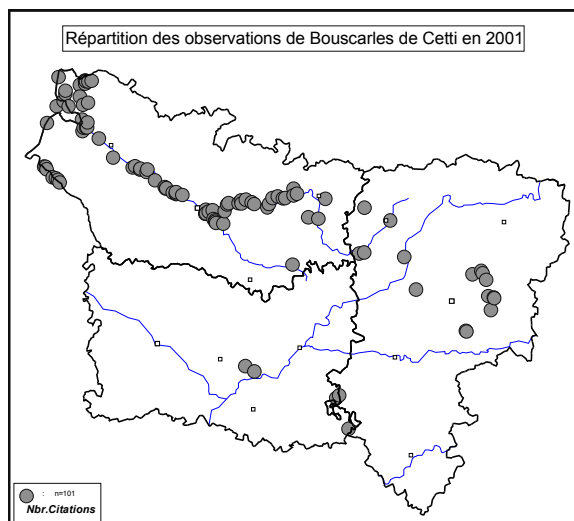 Répartition des observations de Bouscarles de Cetti en 2001
: n=101
Nbr.Citations